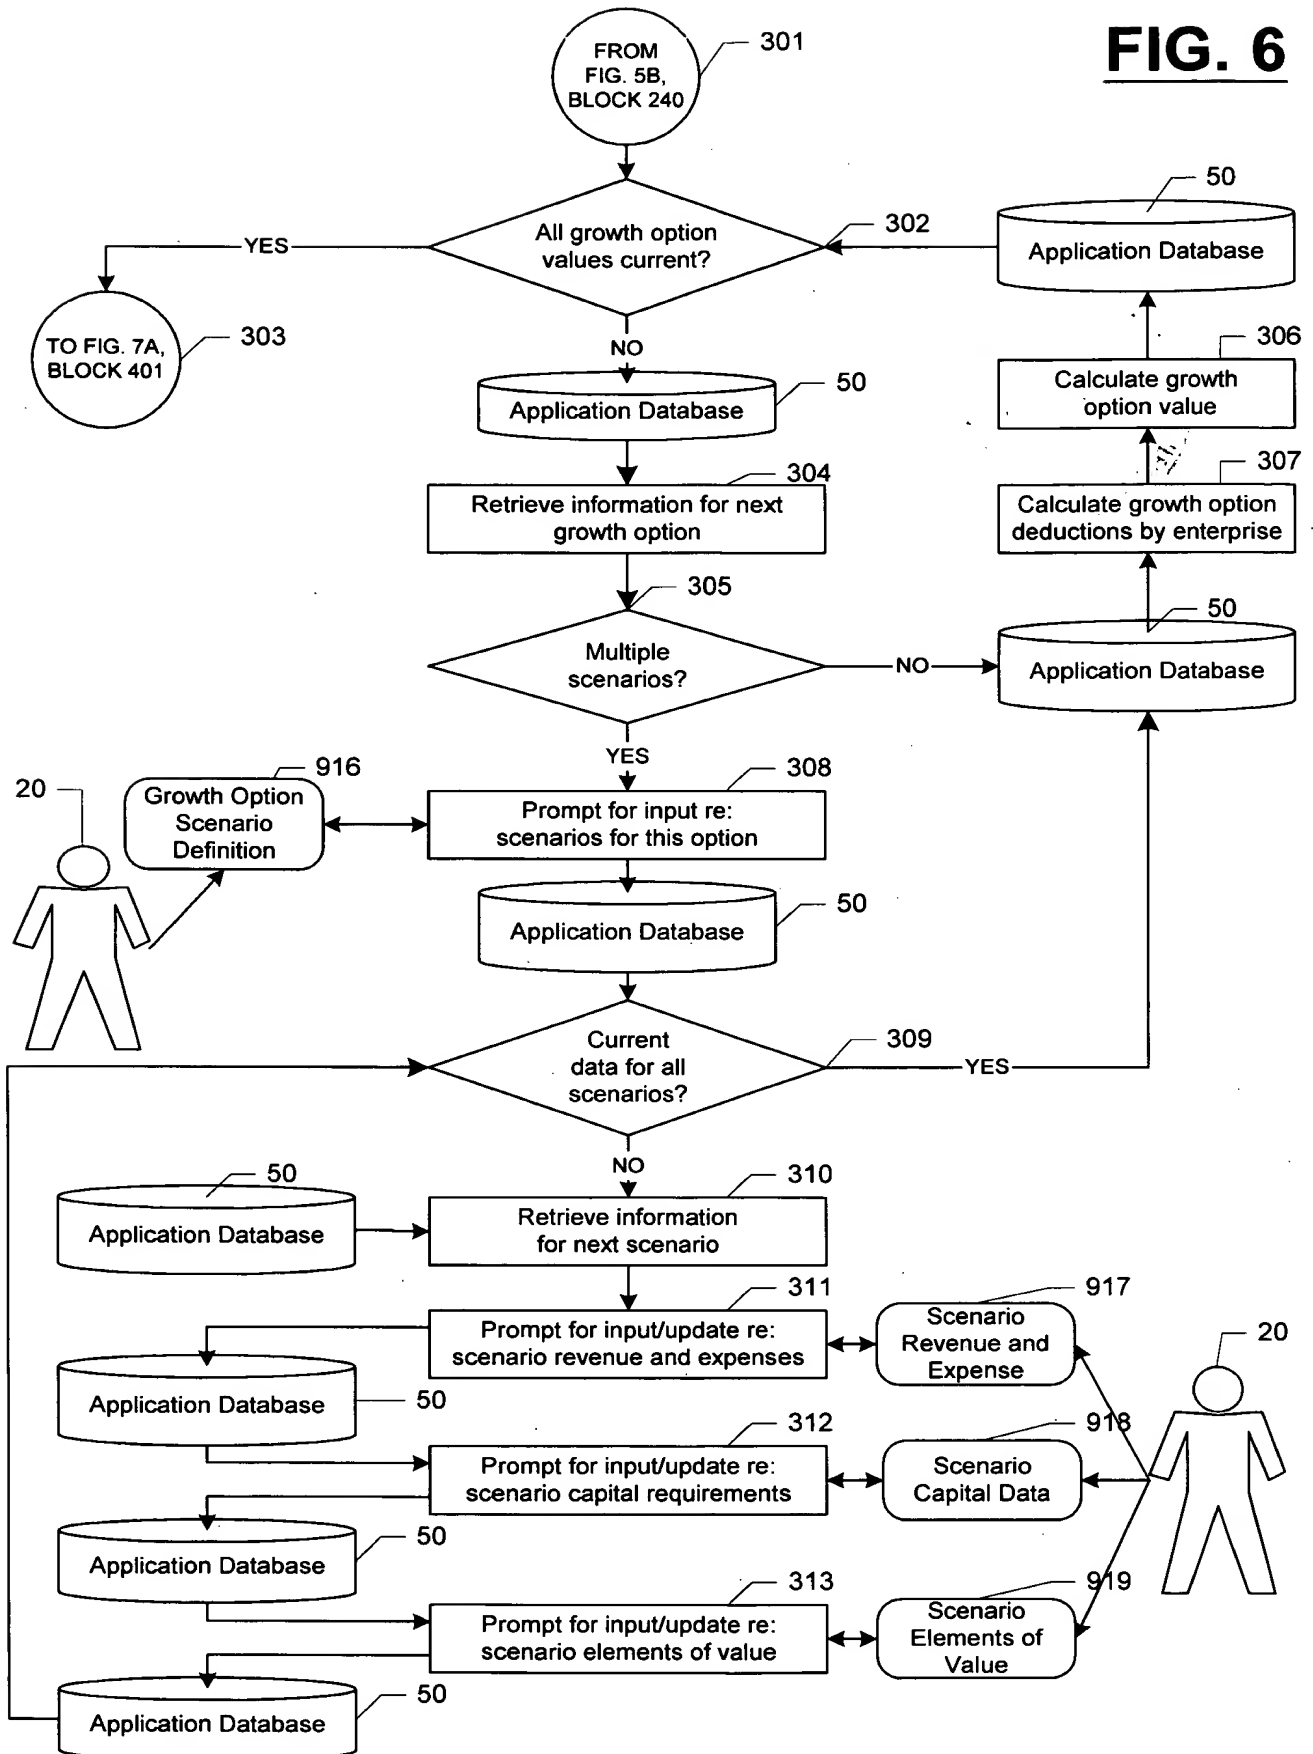 FIG. 6
FROM
FIG. 5B,
BLOCK 240
301
All growth option
values current?
302
YES
NO
50
Application Database
TO FIG. 7A,
BLOCK 401
303
Application Database
50
306
Calculate growth
option value
304
Retrieve information for next
growth option
307
Calculate growth option
deductions by enterprise
305
Multiple
scenarios?
NO
50
Application Database
YES
20
916
Growth Option
Scenario
Definition
308
Prompt for input re:
scenarios for this option
Application Database
50
Current
data for all
scenarios?
309
YES
NO
50
Application Database
310
Retrieve information
for next scenario
311
Prompt for input/update re:
scenario revenue and expenses
917
Scenario
Revenue and
Expense
20
Application Database
50
312
Prompt for input/update re:
scenario capital requirements
918
Scenario
Capital Data
Application Database
50
313
Prompt for input/update re:
scenario elements of value
919
Scenario
Elements of
Value
Application Database
50